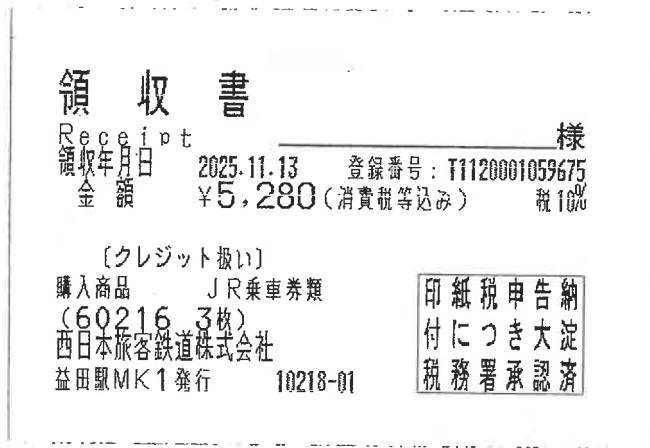 領 収 書
Receipt 様
領収年月日 2025.11.13 登録番号：T1120001059675
金 額 ¥5,280(消費税等込み) 税10%
〔クレジット扱い〕
購入商品 JR乗車券類
(60216 3枚)
西日本旅客鉄道株式会社
益田駅MK1発行 10218-01
印紙税申告納
付につき大淀
税務署承認済